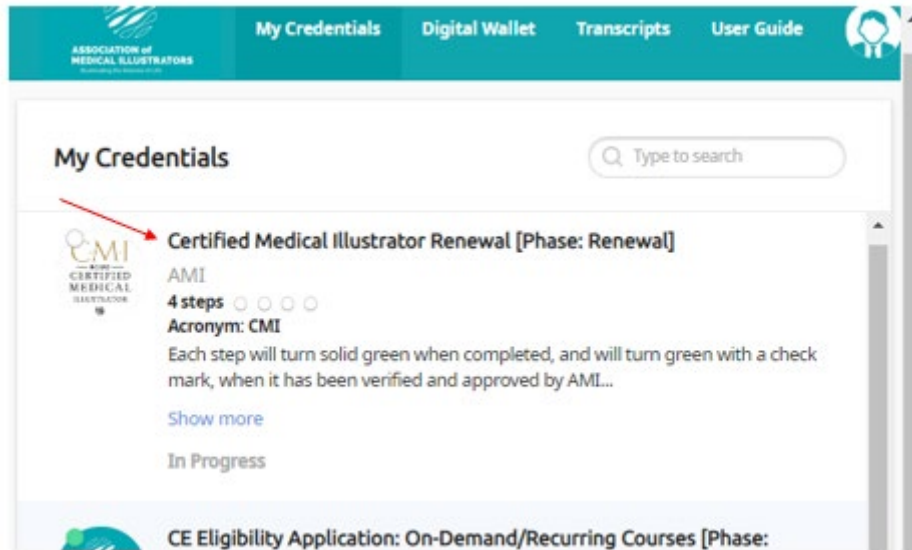 My Credentials
Digital Wallet
Transcripts
User Guide
ASSOCIATION of
MEDICAL ILLUSTRATORS
My Credentials
Type to search
Certified Medical Illustrator Renewal [Phase: Renewal]
CMI
CERTIFIED
MEDICAL
ILLUSTRATOR
AMI
4 steps
Acronym: CMI
Each step will turn solid green when completed, and will turn green with a check
mark, when it has been verified and approved by AMI...
Show more
In Progress
CE Eligibility Application: On-Demand/Recurring Courses [Phase: